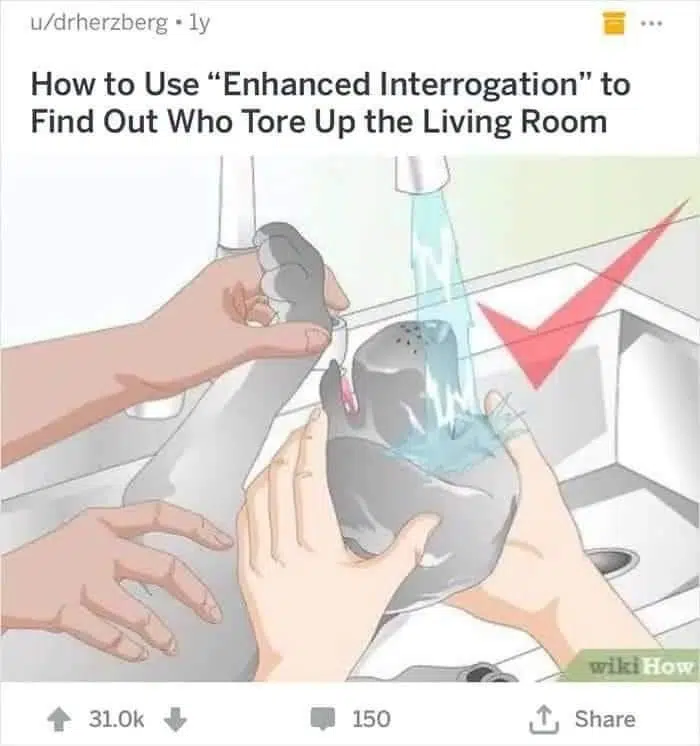 u/drherzberg • 1y
How to Use “Enhanced Interrogation” to
Find Out Who Tore Up the Living Room
wikiHow
31.0k
150
Share